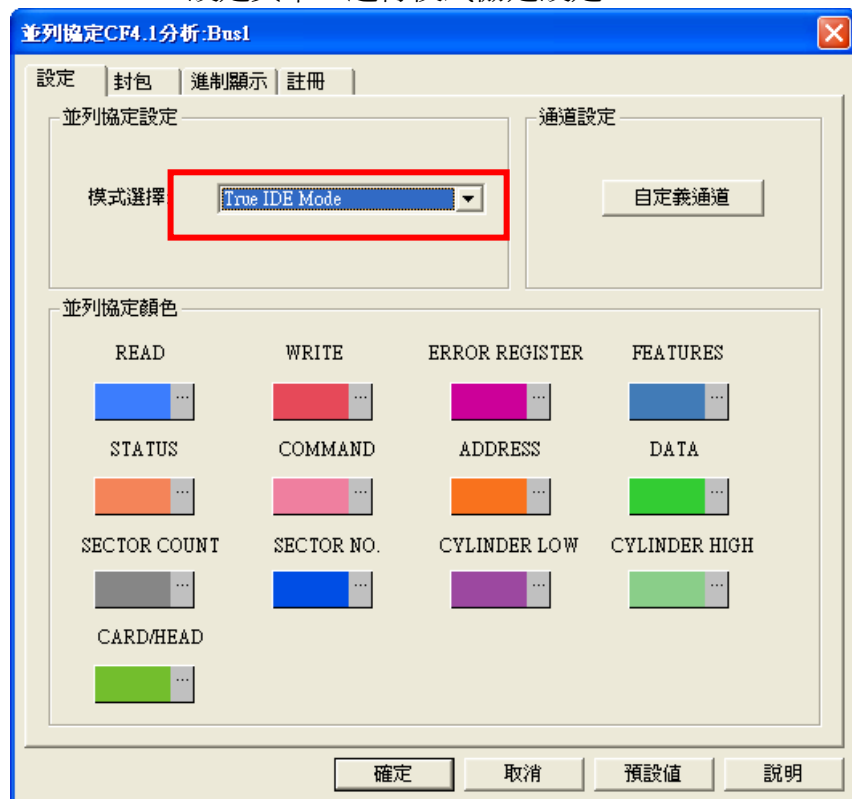 並列協定CF4.1分析:Bus1
設定 封包 進制顯示 註冊
並列協定設定
通道設定
模式選擇
True IDE Mode
自定義通道
並列協定顏色
READ WRITE ERROR REGISTER FEATURES
... ... ... ...
STATUS COMMAND ADDRESS DATA
... ... ... ...
SECTOR COUNT SECTOR NO. CYLINDER LOW CYLINDER HIGH
... ... ... ...
CARD/HEAD
...
確定 取消 預設值 說明